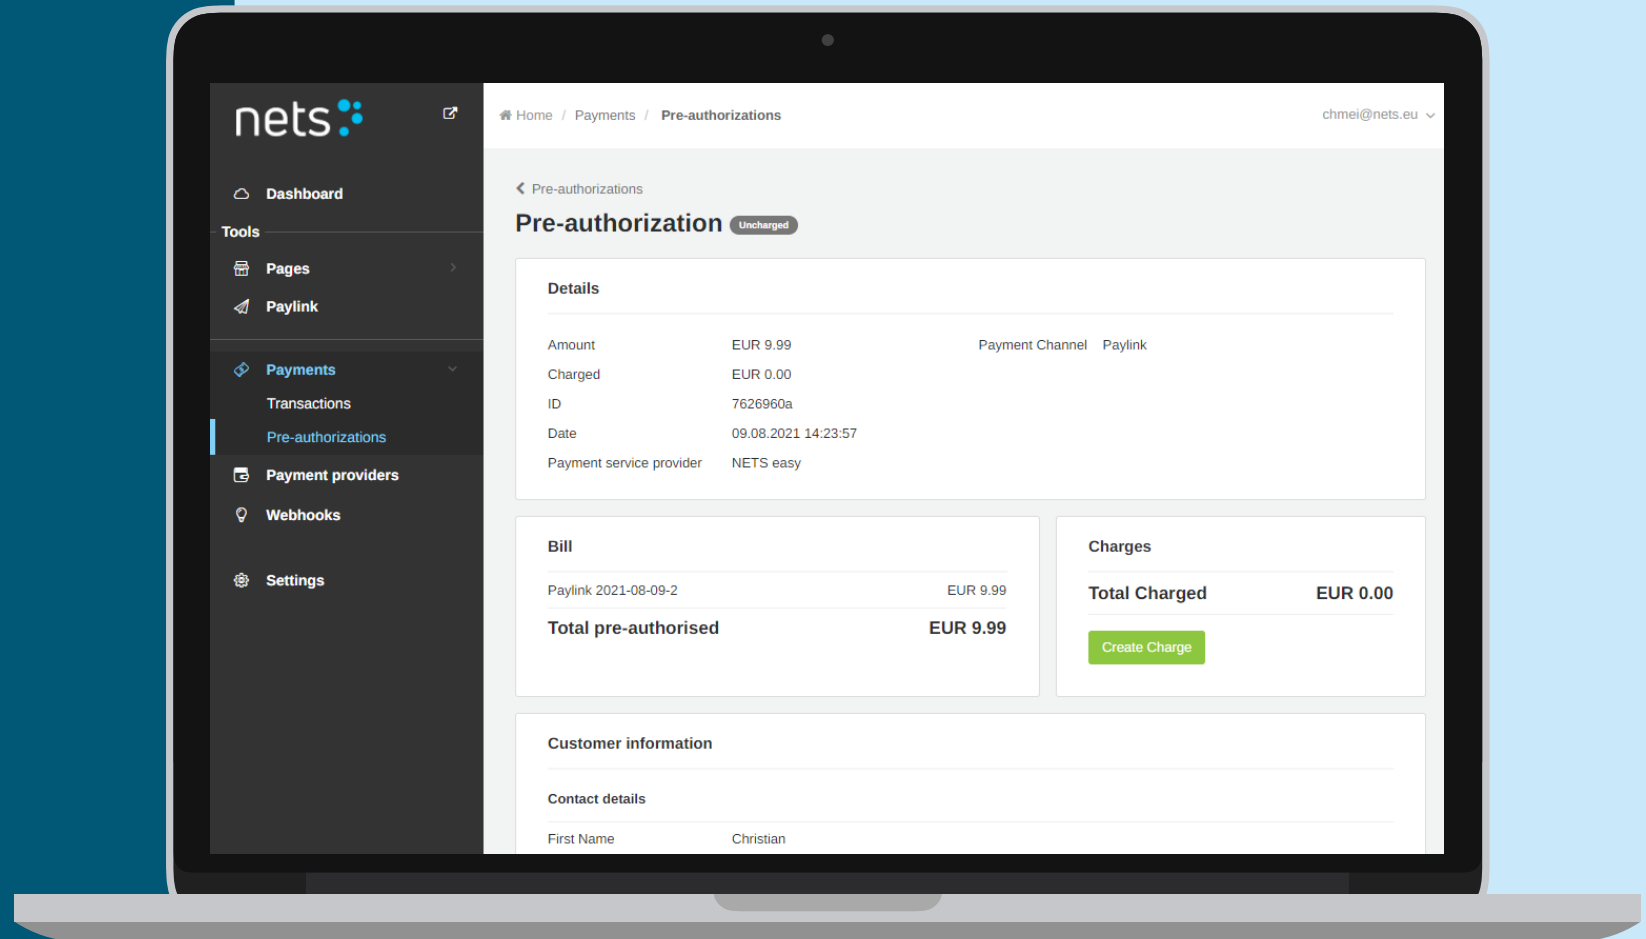 nets
Home / Payments / Pre-authorizations
chmei@nets.eu
Dashboard
Tools
Pages
Paylink
Payments
Transactions
Pre-authorizations
Payment providers
Webhooks
Settings
Pre-authorizations
Pre-authorization Uncharged
Details
Amount EUR 9.99 Payment Channel Paylink
Charged EUR 0.00
ID 7626960a
Date 09.08.2021 14:23:57
Payment service provider NETS easy
Bill
Paylink 2021-08-09-2 EUR 9.99
Total pre-authorised EUR 9.99
Charges
Total Charged EUR 0.00
Create Charge
Customer information
Contact details
First Name Christian